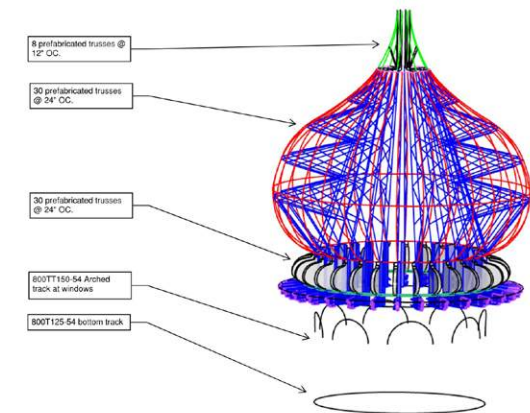 8 prefabricated trusses @
12" OC.
30 prefabricated trusses
@ 24" OC.
30 prefabricated trusses
@ 24" OC.
800TT150-54 Arched
track at windows
800T125-54 bottom track